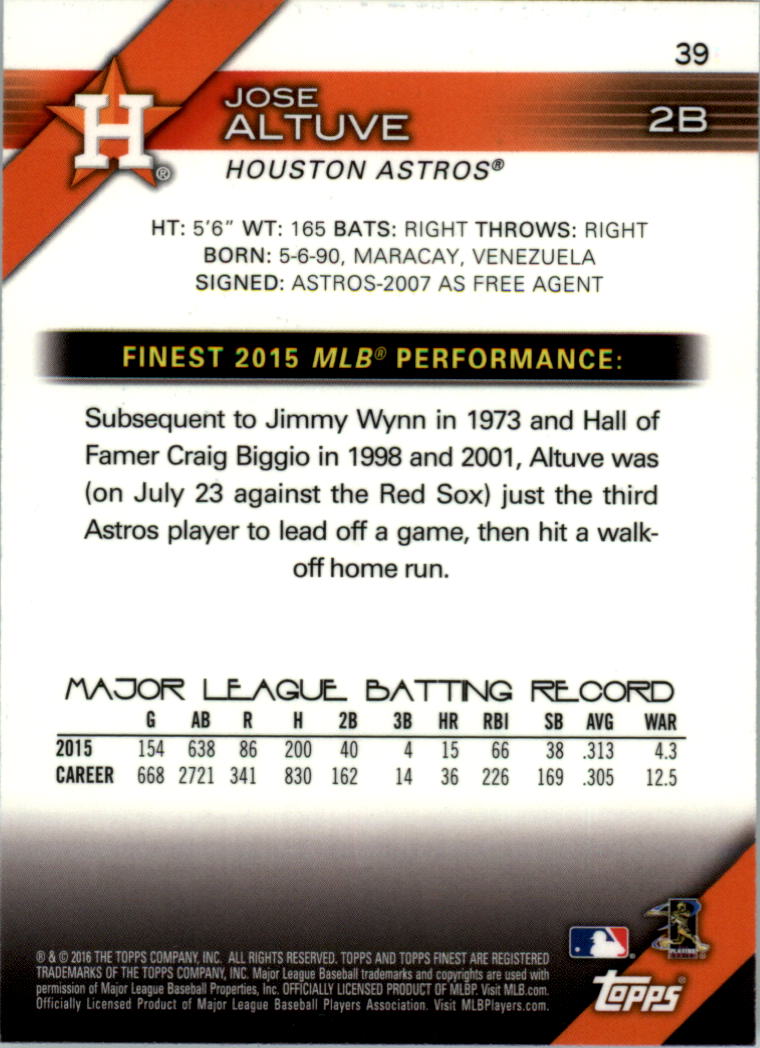 39
H®
JOSE
ALTUVE
2B
HOUSTON ASTROS®
HT: 5'6" WT: 165 BATS: RIGHT THROWS: RIGHT
BORN: 5-6-90, MARACAY, VENEZUELA
SIGNED: ASTROS-2007 AS FREE AGENT
FINEST 2015 MLB® PERFORMANCE:
Subsequent to Jimmy Wynn in 1973 and Hall of
Famer Craig Biggio in 1998 and 2001, Altuve was
(on July 23 against the Red Sox) just the third
Astros player to lead off a game, then hit a walk-
off home run.
MAJOR LEAGUE BATTING RECORD
G AB R H 2B 3B HR RBI SB AVG WAR
2015 154 638 86 200 40 4 15 66 38 .313 4.3
CAREER 668 2721 341 830 162 14 36 226 169 .305 12.5
® & © 2016 THE TOPPS COMPANY, INC. ALL RIGHTS RESERVED. TOPPS AND TOPPS FINEST ARE REGISTERED
TRADEMARKS OF THE TOPPS COMPANY, INC. Major League Baseball trademarks and copyrights are used with
permission of Major League Baseball Properties, Inc. OFFICIALLY LICENSED PRODUCT OF MLBP. Visit MLB.com.
Officially Licensed Product of Major League Baseball Players Association. Visit MLBPlayers.com.
topps®